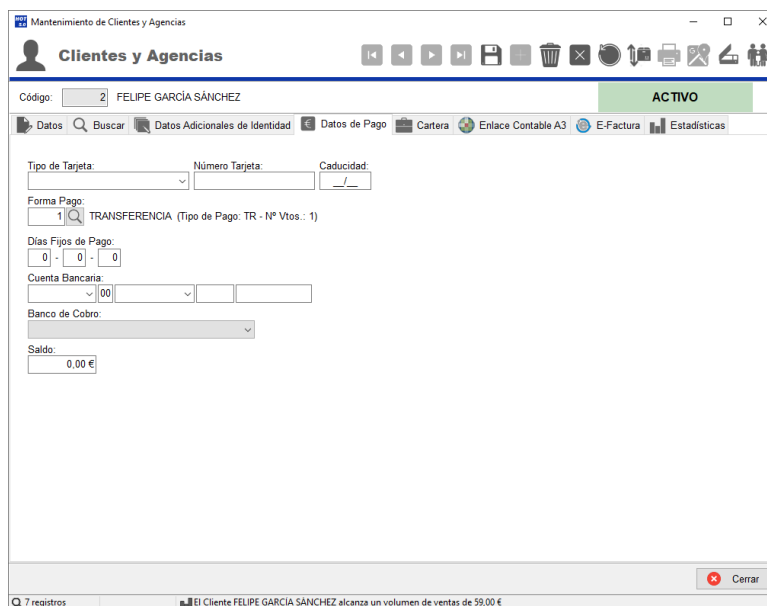 HOT 5.0 Mantenimiento de Clientes y Agencias
Clientes y Agencias
Código: 2 FELIPE GARCÍA SÁNCHEZ ACTIVO
Datos Buscar Datos Adicionales de Identidad € Datos de Pago Cartera Enlace Contable A3 E-Factura Estadísticas
Tipo de Tarjeta: Número Tarjeta: Caducidad:
__/__
Forma Pago:
1 TRANSFERENCIA (Tipo de Pago: TR - Nº Vtos.: 1)
Días Fijos de Pago:
0 - 0 - 0
Cuenta Bancaria:
00
Banco de Cobro:
Saldo:
0,00 €
Cerrar
7 registros El Cliente FELIPE GARCÍA SÁNCHEZ alcanza un volumen de ventas de 59,00 €